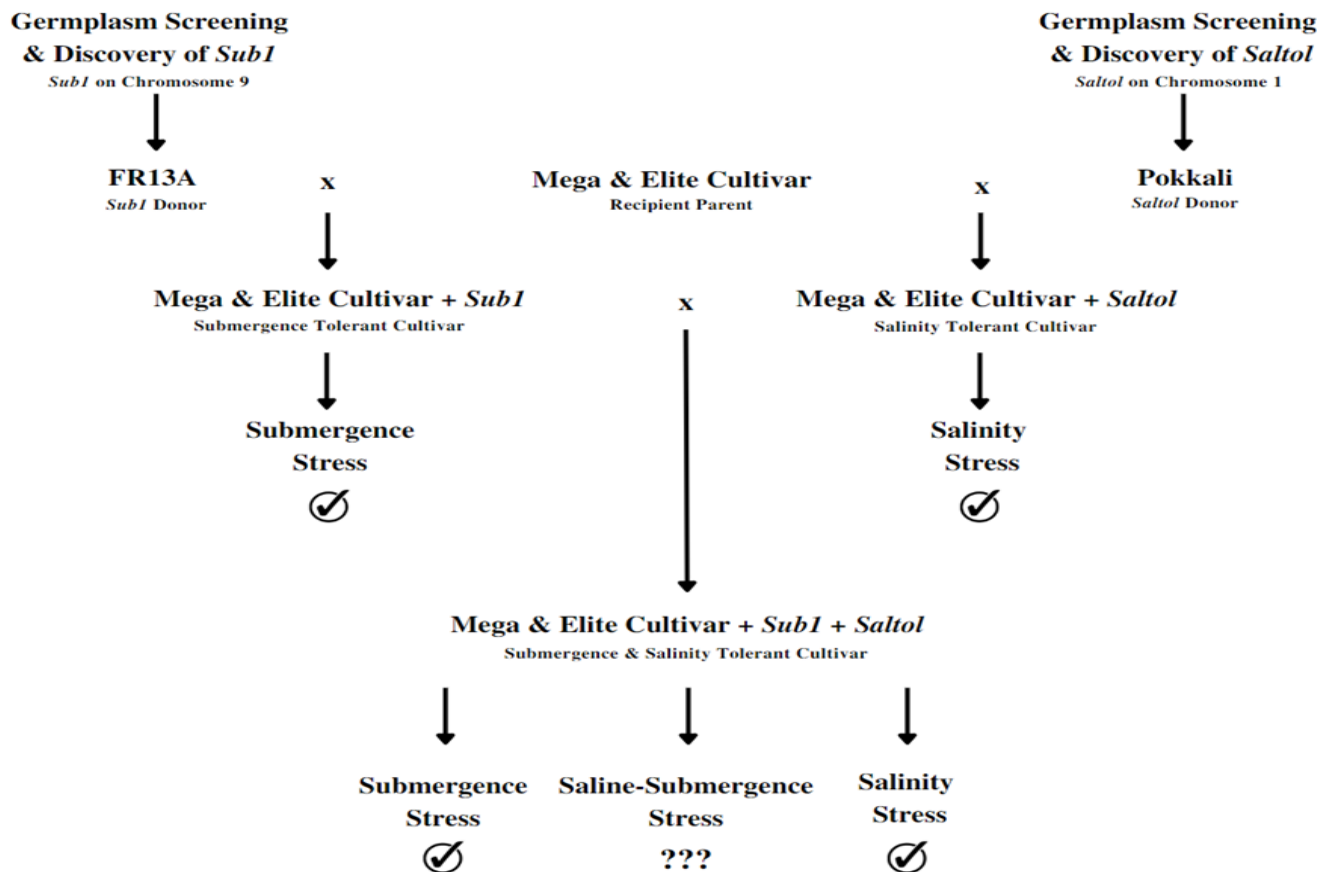 Germplasm Screening
& Discovery of Sub1
Sub1 on Chromosome 9
Germplasm Screening
& Discovery of Saltol
Saltol on Chromosome 1
FR13A
Sub1 Donor
x
Mega & Elite Cultivar
Recipient Parent
x
Pokkali
Saltol Donor
Mega & Elite Cultivar + Sub1
Submergence Tolerant Cultivar
x
Mega & Elite Cultivar + Saltol
Salinity Tolerant Cultivar
Submergence
Stress
Salinity
Stress
Mega & Elite Cultivar + Sub1 + Saltol
Submergence & Salinity Tolerant Cultivar
Submergence
Stress
Saline-Submergence
Stress
???
Salinity
Stress